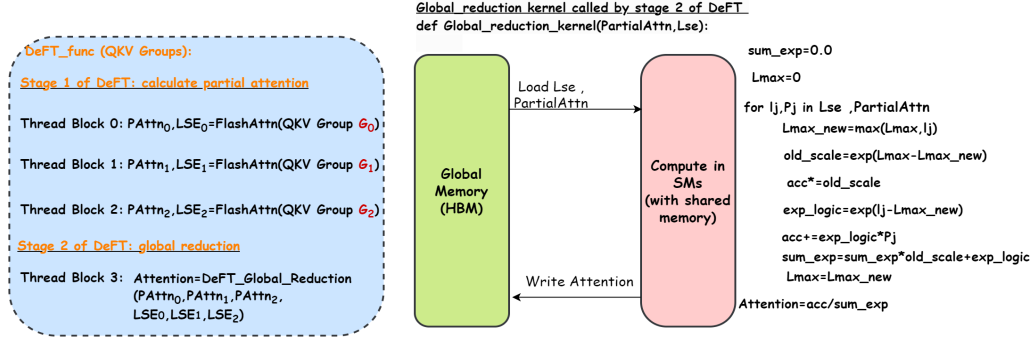 DeFT_func (QKV Groups):
Stage 1 of DeFT: calculate partial attention
Thread Block 0: PAttn₀,LSE₀=FlashAttn(QKV Group G₀)
Thread Block 1: PAttn₁,LSE₁=FlashAttn(QKV Group G₁)
Thread Block 2: PAttn₂,LSE₂=FlashAttn(QKV Group G₂)
Stage 2 of DeFT: global reduction
Thread Block 3: Attention=DeFT_Global_Reduction
(PAttn₀,PAttn₁,PAttn₂,
LSE₀,LSE₁,LSE₂)
Global reduction kernel called by stage 2 of DeFT
def Global_reduction_kernel(PartialAttn,Lse):
Global
Memory
(HBM)
Load Lse ,
PartialAttn
Write Attention
Compute in
SMs
(with shared
memory)
sum_exp=0.0
Lmax=0
for lj,Pj in Lse ,PartialAttn
Lmax_new=max(Lmax,lj)
old_scale=exp(Lmax-Lmax_new)
acc*=old_scale
exp_logic=exp(lj-Lmax_new)
acc+=exp_logic*Pj
sum_exp=sum_exp*old_scale+exp_logic
Lmax=Lmax_new
Attention=acc/sum_exp